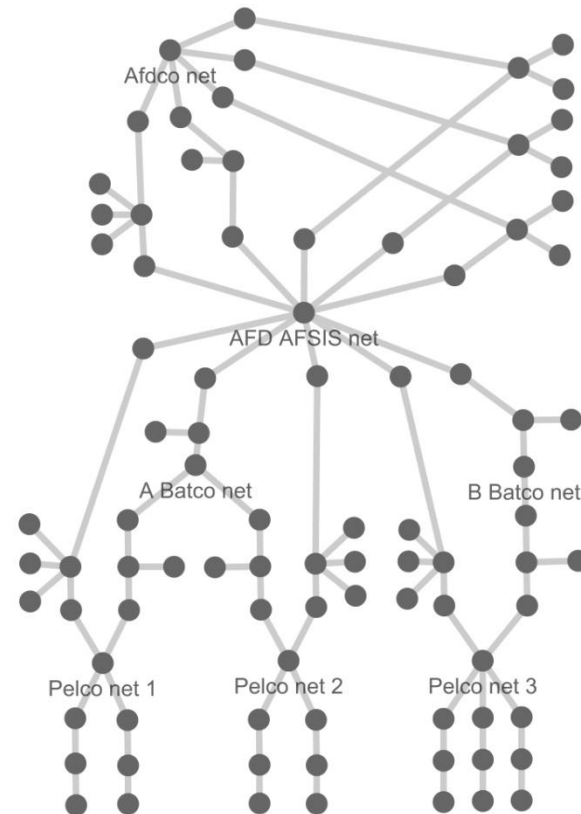 Afdco net
AFD AFSIS net
A Batco net
B Batco net
Pelco net 1
Pelco net 2
Pelco net 3